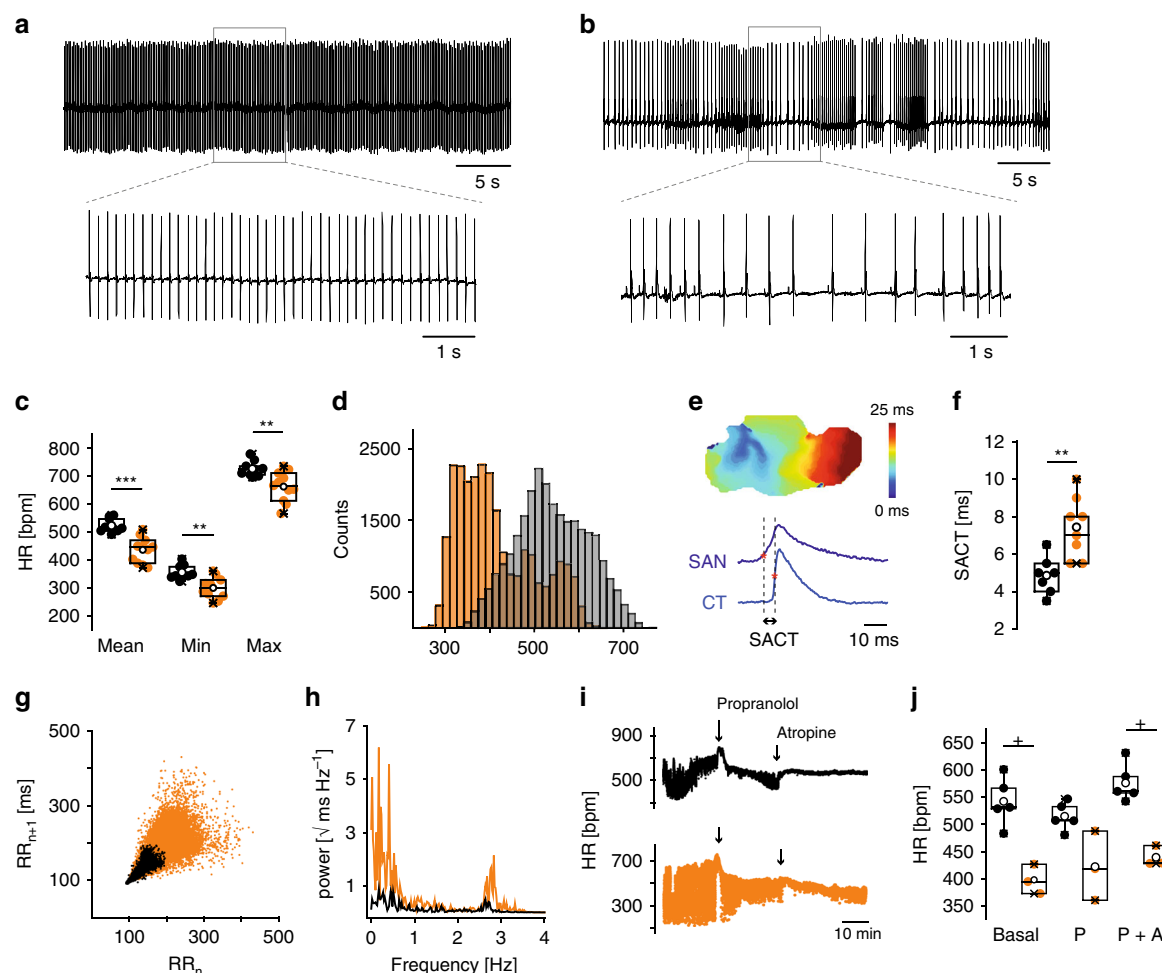 a
b
5 s
5 s
1 s
1 s
c
d
e
f
HR [bpm]
800
700
600
500
400
300
200
***
**
**
Mean
Min
Max
Counts
2500
1500
500
300
500
700
25 ms
0 ms
SAN
CT
SACT
10 ms
SACT [ms]
12
10
8
6
4
2
**
g
h
i
j
RRn+1 [ms]
500
300
100
100
300
500
RRn
power [√ ms Hz⁻¹]
7
6
3
1
0
1
2
3
4
Frequency [Hz]
Propranolol
Atropine
HR [bpm]
900
500
700
300
10 min
HR [bpm]
650
600
550
500
450
400
350
+
+
Basal
P
P + A